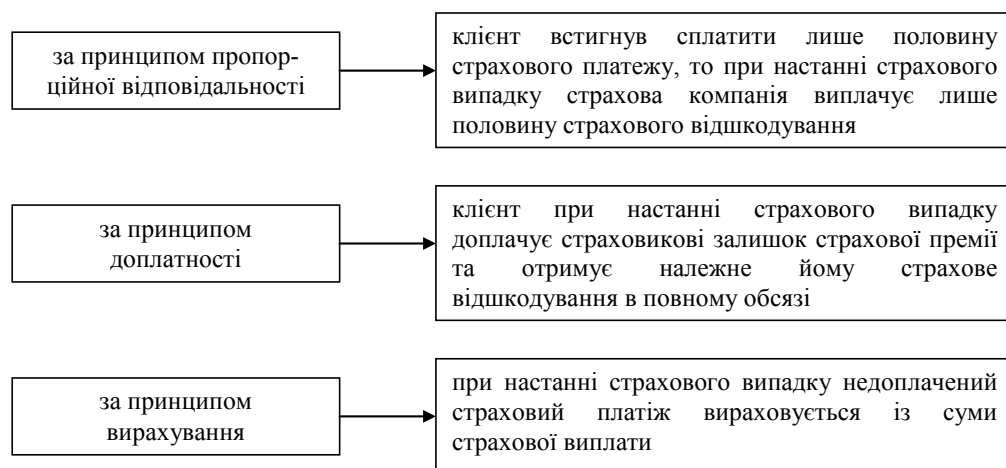 за принципом пропор-
ційної відповідальності
клієнт встигнув сплатити лише половину
страхового платежу, то при настанні страхового
випадку страхова компанія виплачує лише
половину страхового відшкодування
за принципом
доплатності
клієнт при настанні страхового випадку
доплачує страховикові залишок страхової премії
та отримує належне йому страхове
відшкодування в повному обсязі
за принципом
вирахування
при настанні страхового випадку недоплачений
страховий платіж вираховується із суми
страхової виплати